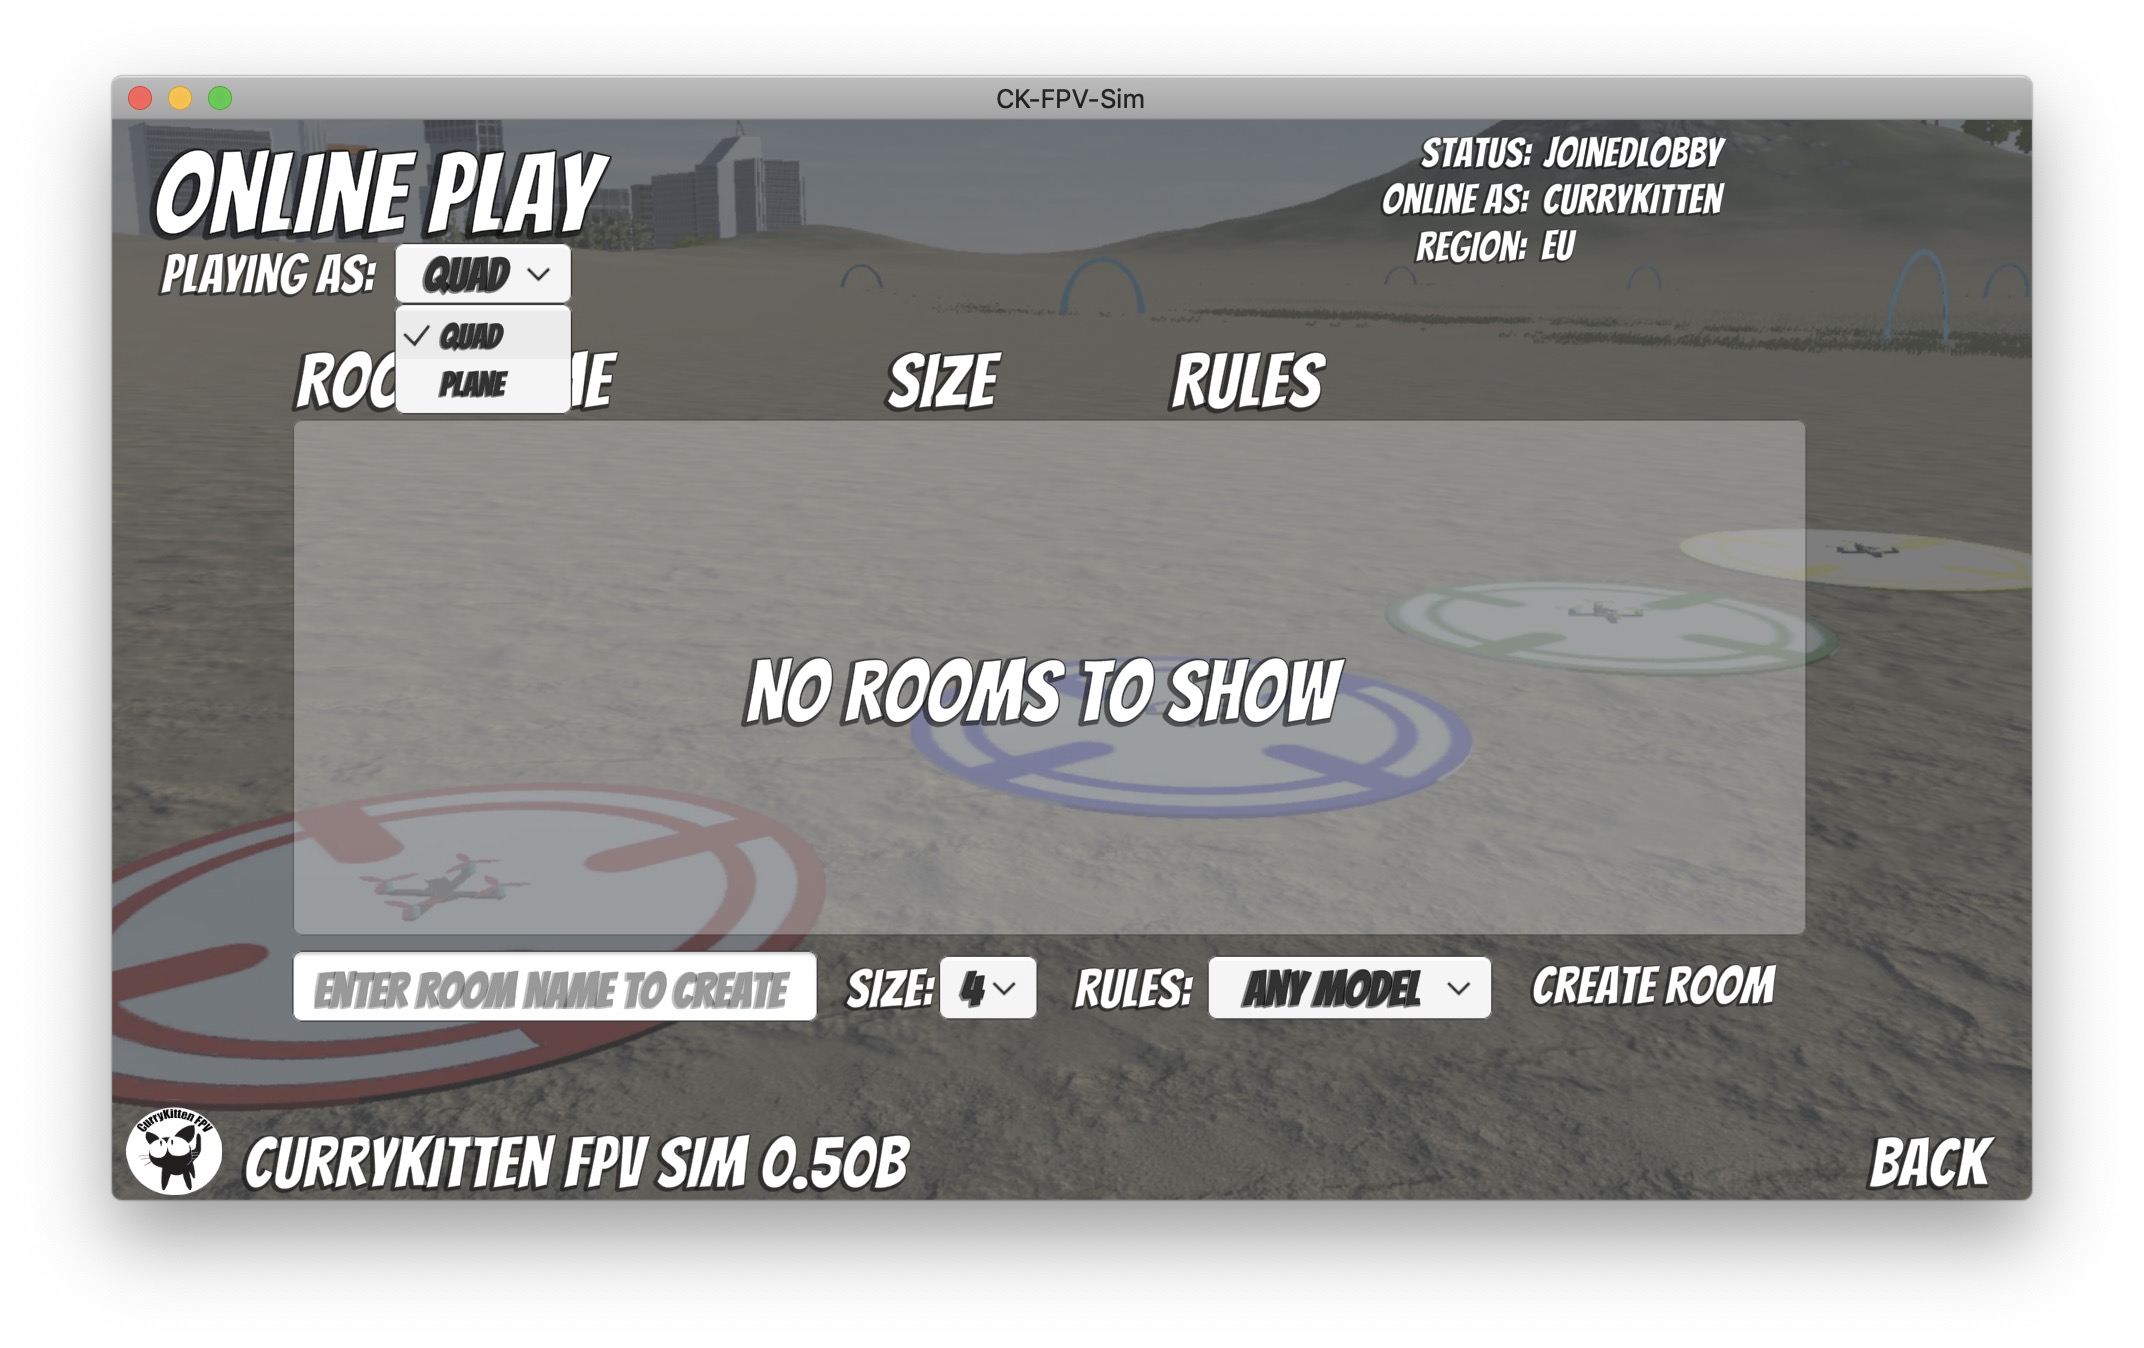 CK-FPV-Sim
ONLINE PLAY
STATUS: JOINEDLOBBY
ONLINE AS: CURRYKITTEN
REGION: EU
PLAYING AS: QUAD
QUAD
PLANE
SIZE RULES
NO ROOMS TO SHOW
ENTER ROOM NAME TO CREATE SIZE: 4 RULES: ANY MODEL CREATE ROOM
CurryKitten FPV
CURRYKITTEN FPV SIM 0.50B
BACK